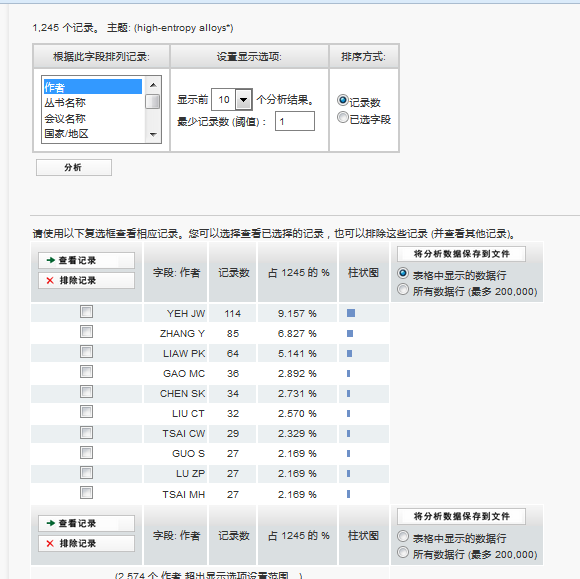 1,245 个记录。 主题: (high-entropy alloys*)
根据此字段排列记录: 设置显示选项: 排序方式:
作者
丛书名称
会议名称
国家/地区
显示前 10 个分析结果。
最少记录数 (阈值)： 1
记录数
已选字段
分析
请使用以下复选框查看相应记录。您可以选择查看已选择的记录，也可以排除这些记录 (并查看其他记录)。
查看记录
排除记录
字段: 作者 记录数 占 1245 的 % 柱状图
将分析数据保存到文件
表格中显示的数据行
所有数据行 (最多 200,000)
YEH JW 114 9.157 %
ZHANG Y 85 6.827 %
LIAW PK 64 5.141 %
GAO MC 36 2.892 %
CHEN SK 34 2.731 %
LIU CT 32 2.570 %
TSAI CW 29 2.329 %
GUO S 27 2.169 %
LU ZP 27 2.169 %
TSAI MH 27 2.169 %
查看记录
排除记录
字段: 作者 记录数 占 1245 的 % 柱状图
将分析数据保存到文件
表格中显示的数据行
所有数据行 (最多 200,000)
(2,574 个 作者 超出显示选项设置范围。)